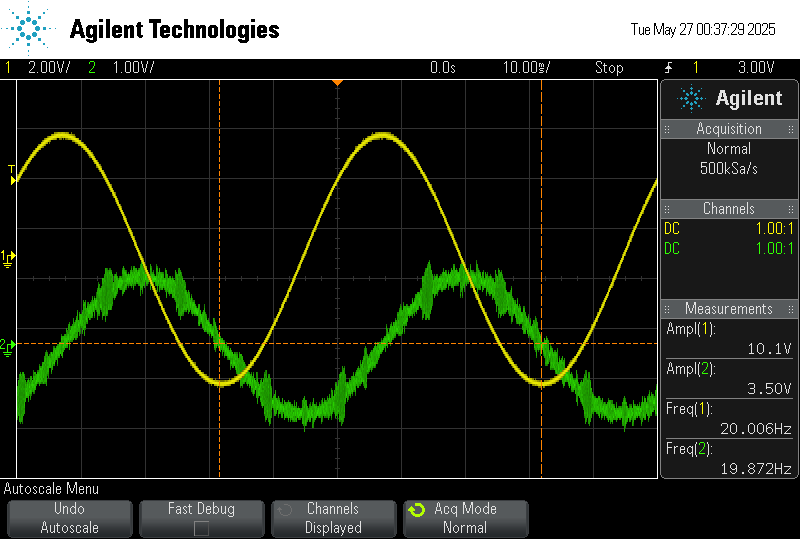 Agilent Technologies
Tue May 27 00:37:29 2025
1 2.00V/ 2 1.00V/ 0.0s 10.00ms/ Stop 1 3.00V
T
1
2
Agilent
Acquisition
Normal
500kSa/s
Channels
DC 1.00:1
DC 1.00:1
Measurements
Ampl(1):
10.1V
Ampl(2):
3.50V
Freq(1):
20.006Hz
Freq(2):
19.872Hz
Autoscale Menu
Undo
Autoscale
Fast Debug
Channels
Displayed
Acq Mode
Normal